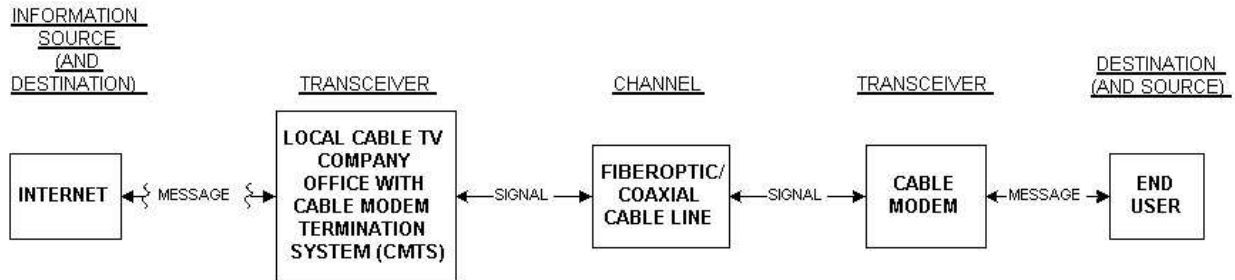 INFORMATION
SOURCE
(AND
DESTINATION)
TRANSCEIVER
CHANNEL
TRANSCEIVER
DESTINATION
(AND SOURCE)
INTERNET
MESSAGE
LOCAL CABLE TV
COMPANY
OFFICE WITH
CABLE MODEM
TERMINATION
SYSTEM (CMTS)
SIGNAL
FIBEROPTIC/
COAXIAL
CABLE LINE
SIGNAL
CABLE
MODEM
MESSAGE
END
USER